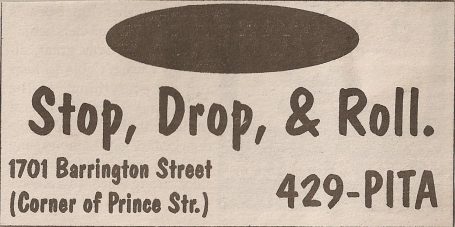 Stop, Drop, & Roll.
1701 Barrington Street
(Corner of Prince Str.)
429-PITA